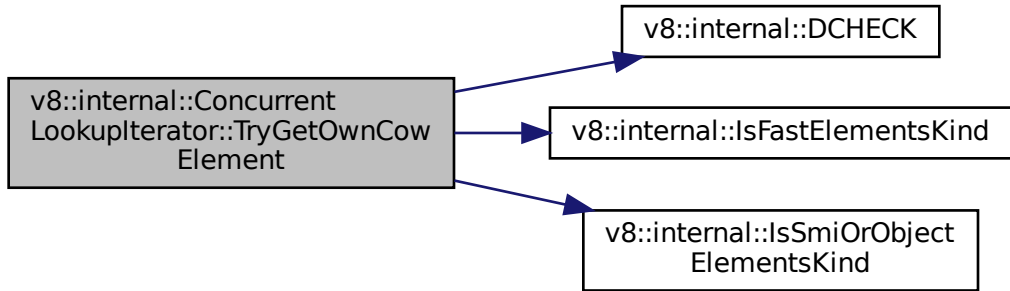 v8::internal::Concurrent
LookupIterator::TryGetOwnCow
Element
v8::internal::DCHECK
v8::internal::IsFastElementsKind
v8::internal::IsSmiOrObject
ElementsKind